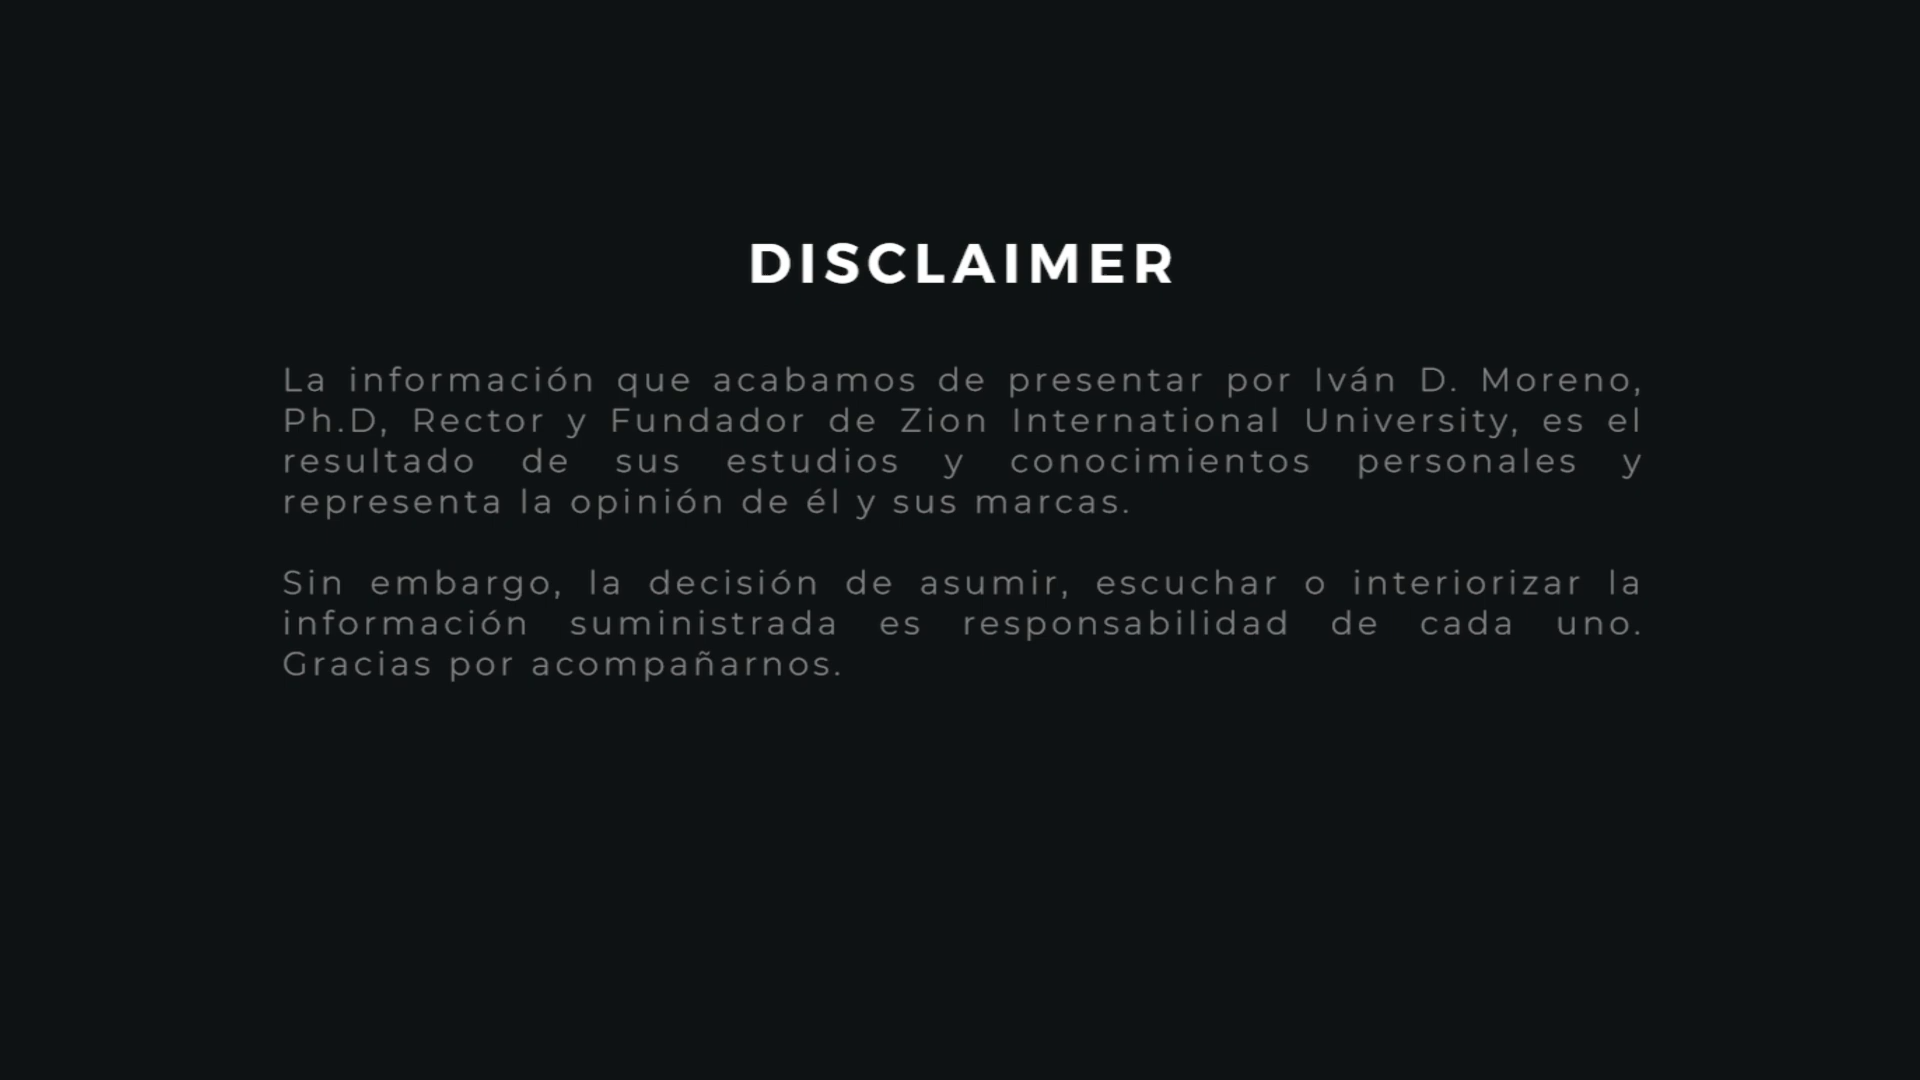 DISCLAIMER
La información que acabamos de presentar por Iván D. Moreno,
Ph.D, Rector y Fundador de Zion International University, es el
resultado de sus estudios y conocimientos personales y
representa la opinión de él y sus marcas.
Sin embargo, la decisión de asumir, escuchar o interiorizar la
información suministrada es responsabilidad de cada uno.
Gracias por acompañarnos.